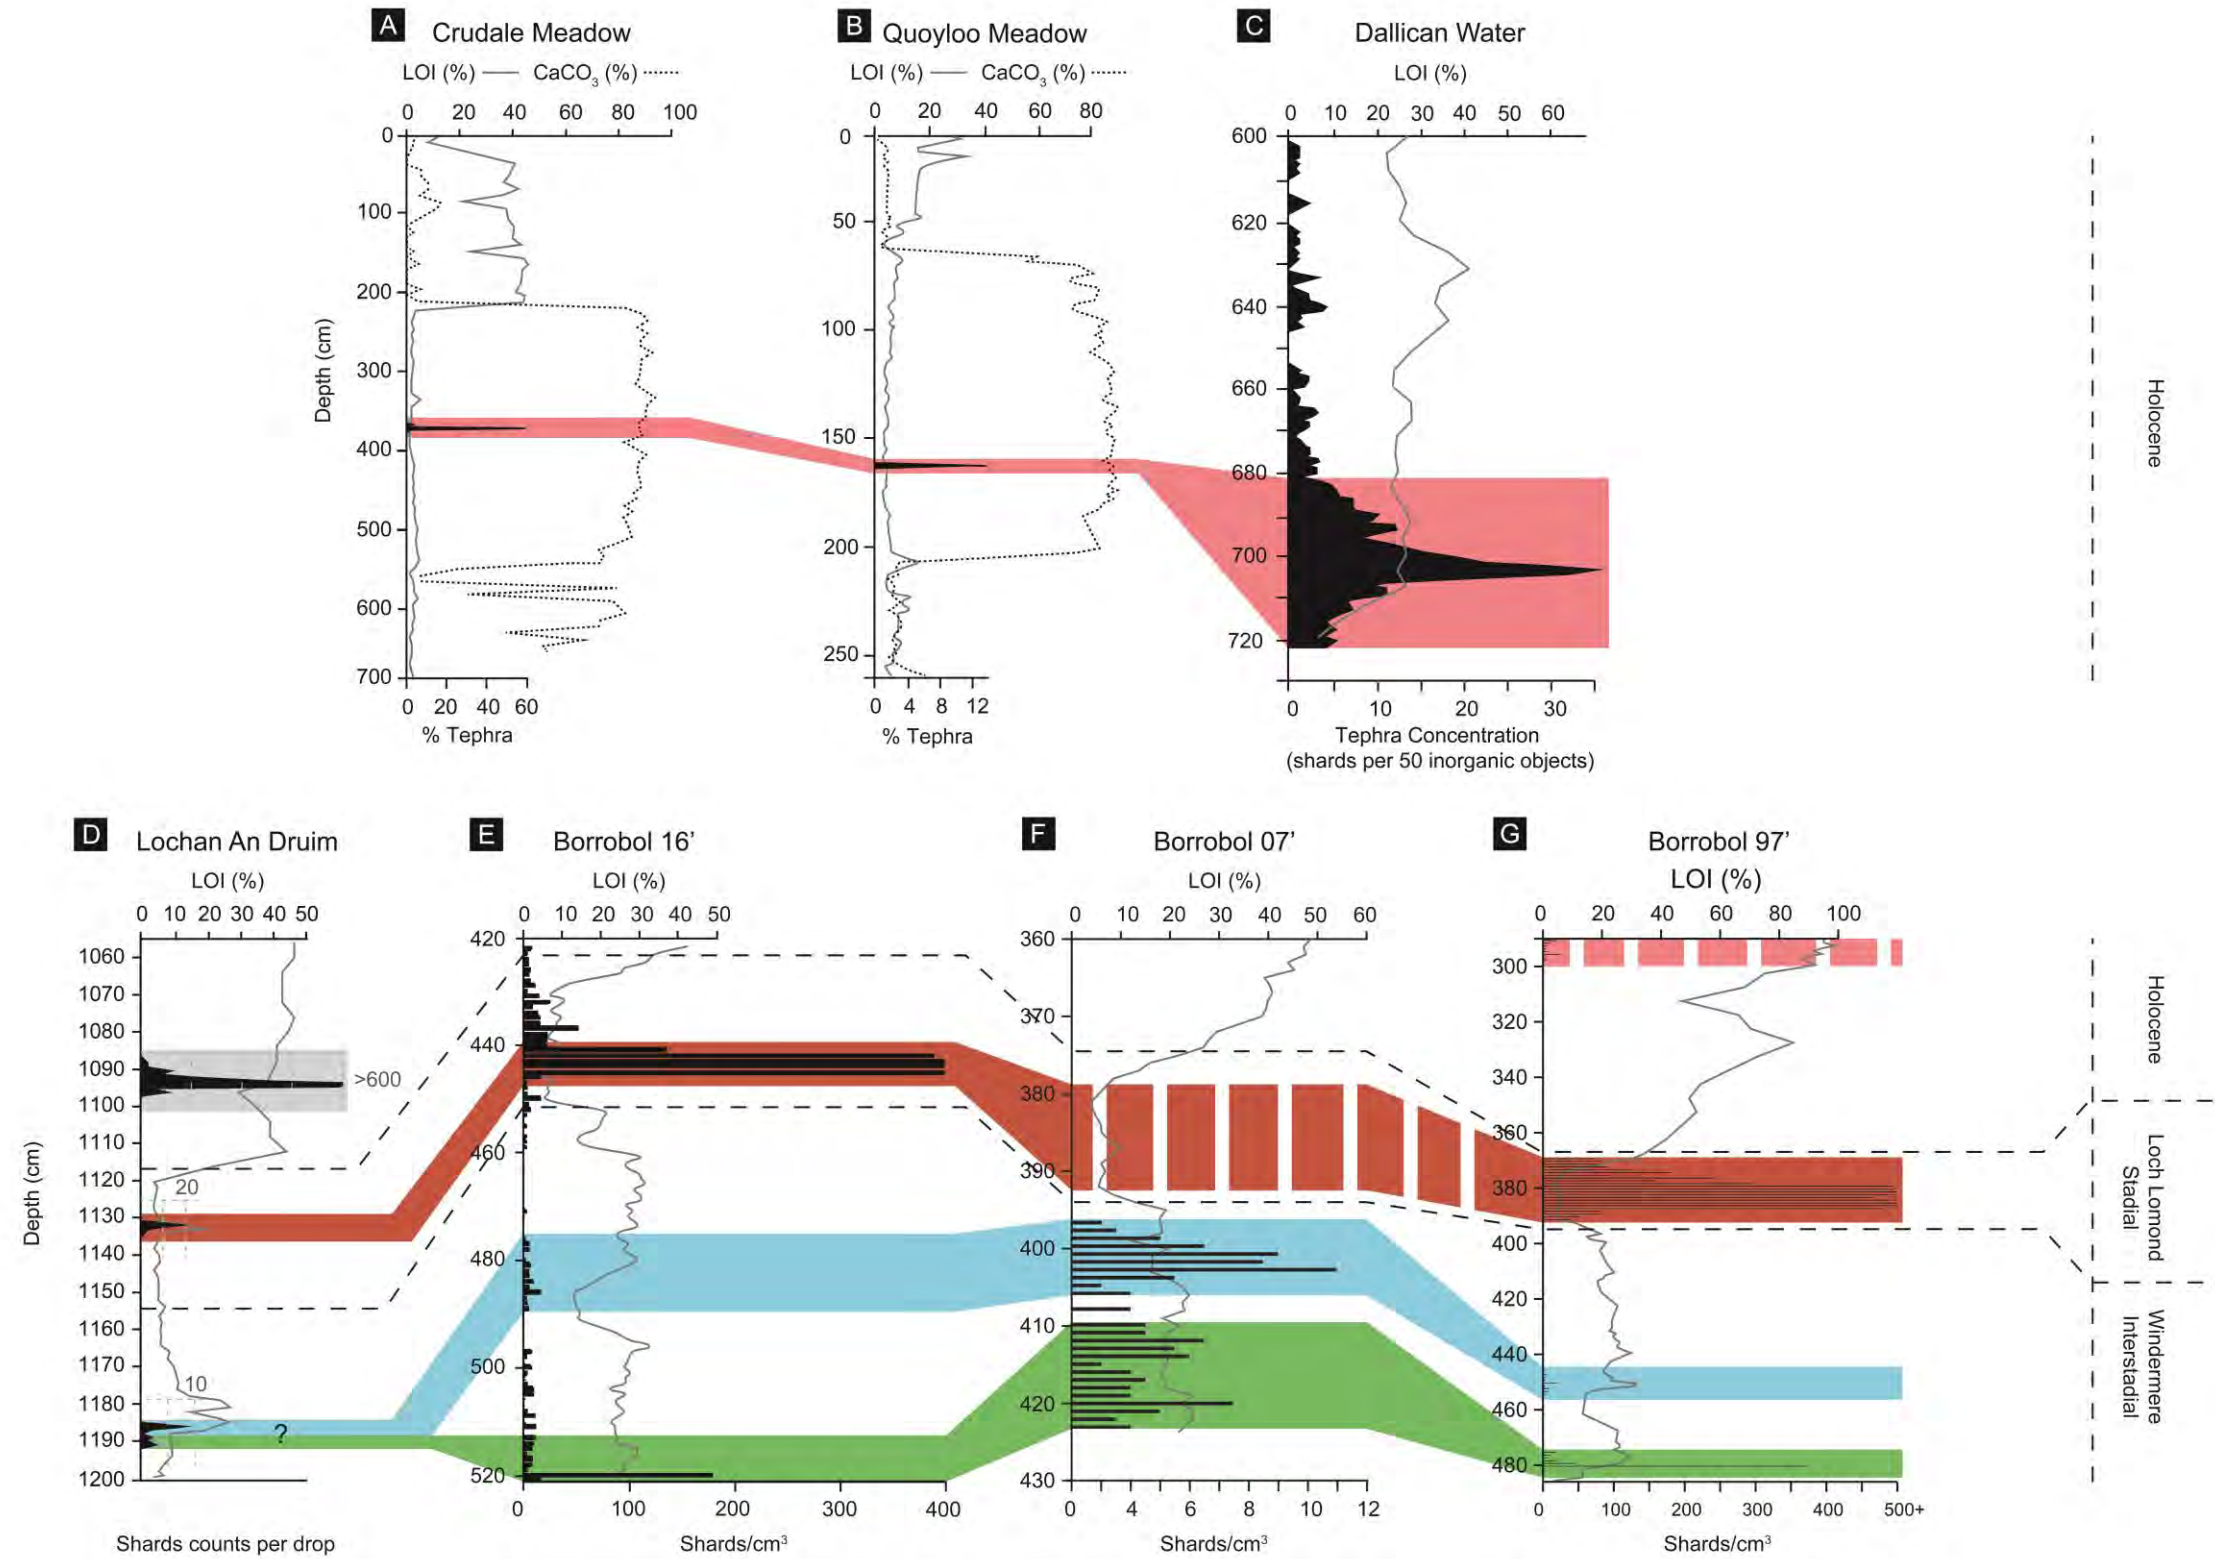 A Crudale Meadow
LOI (%) CaCO₃ (%)
0 20 40 60 80 100
0
100
200
300
400
500
600
700
Depth (cm)
0 20 40 60
% Tephra
B Quoyloo Meadow
LOI (%) CaCO₃ (%)
0 20 40 60 80
0
50
100
150
200
250
0 4 8 12
% Tephra
C Dallican Water
LOI (%)
0 10 20 30 40 50 60
600
620
640
660
680
700
720
0 10 20 30
Tephra Concentration
(shards per 50 inorganic objects)
Holocene
D Lochan An Druim
LOI (%)
0 10 20 30 40 50
1060
1070
1080
1090
1100
1110
1120
1130
1140
1150
1160
1170
1180
1190
1200
Depth (cm)
>600
20
10
?
Shards counts per drop
E Borrobol 16’
LOI (%)
0 10 20 30 40 50
420
440
460
480
500
520
0 100 200 300 400
Shards/cm³
F Borrobol 07’
LOI (%)
0 10 20 30 40 50 60
360
370
380
390
400
410
420
430
0 4 6 8 10 12
Shards/cm³
G Borrobol 97’
LOI (%)
0 20 40 60 80 100
300
320
340
360
380
400
420
440
460
480
0 100 200 300 400 500+
Shards/cm³
Holocene
Loch Lomond
Stadial
Windermere
Interstadial